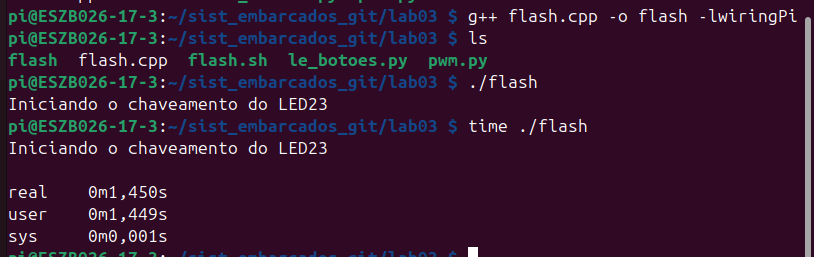 pi@ESZB026-17-3:~/sist_embarcados_git/lab03 $ g++ flash.cpp -o flash -lwiringPi
pi@ESZB026-17-3:~/sist_embarcados_git/lab03 $ ls
flash  flash.cpp  flash.sh  le_botoes.py  pwm.py
pi@ESZB026-17-3:~/sist_embarcados_git/lab03 $ ./flash
Iniciando o chaveamento do LED23
pi@ESZB026-17-3:~/sist_embarcados_git/lab03 $ time ./flash
Iniciando o chaveamento do LED23
real    0m1,450s
user    0m1,449s
sys     0m0,001s
pi@ESZB026-17-3:~/sist_embarcados_git/lab03 $